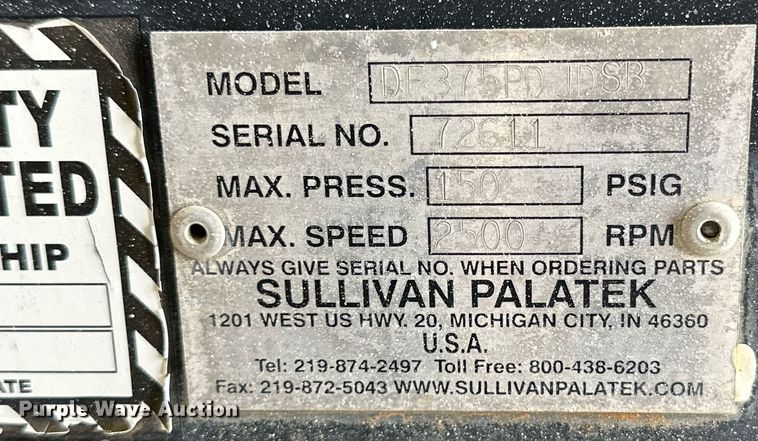 TY
TED
HIP
ATE
MODEL DF375PDJDSB
SERIAL NO. 72611
MAX. PRESS. 150 PSIG
MAX. SPEED 2500 RPM
ALWAYS GIVE SERIAL NO. WHEN ORDERING PARTS
SULLIVAN PALATEK
1201 WEST US HWY. 20, MICHIGAN CITY, IN 46360
U.S.A.
Tel: 219-874-2497 Toll Free: 800-438-6203
Fax: 219-872-5043 WWW.SULLIVANPALATEK.COM
Purple Wave Auction